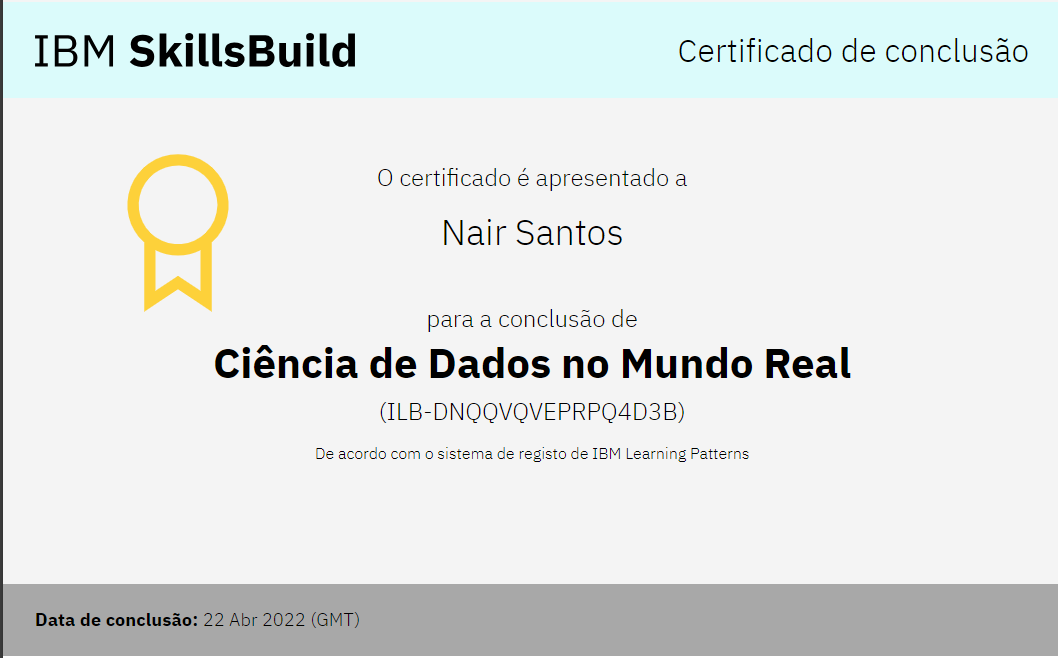 IBM SkillsBuild
Certificado de conclusão
O certificado é apresentado a
Nair Santos
para a conclusão de
Ciência de Dados no Mundo Real
(ILB-DNQQVQVEPRPQ4D3B)
De acordo com o sistema de registo de IBM Learning Patterns
Data de conclusão: 22 Abr 2022 (GMT)